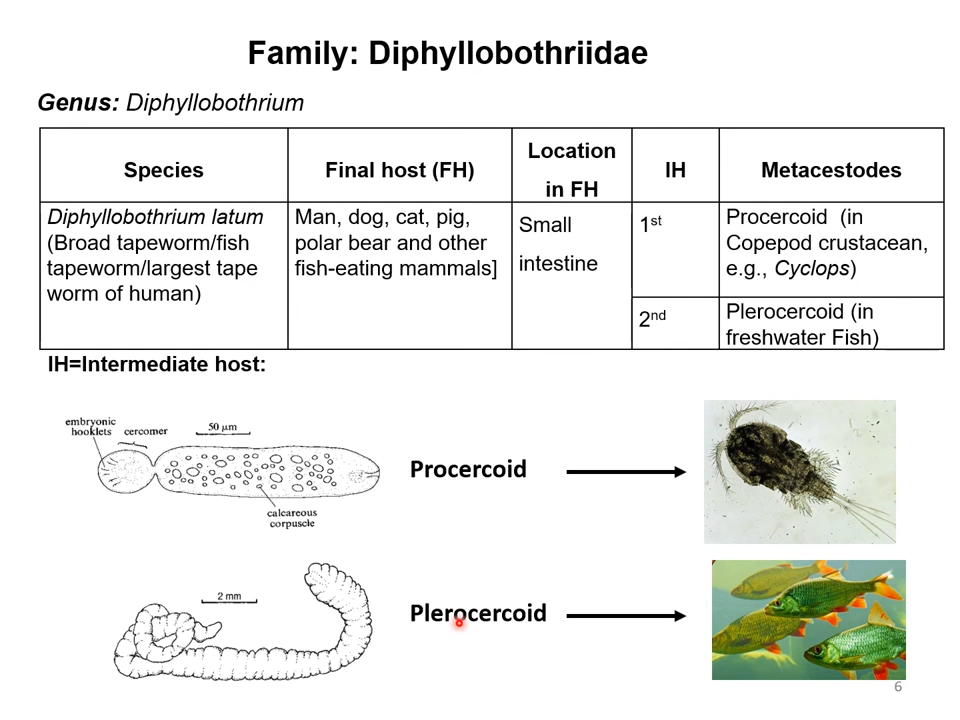 Family: Diphyllobothriidae
Genus: Diphyllobothrium
Species
Final host (FH)
Location
in FH
IH
Metacestodes
Diphyllobothrium latum
(Broad tapeworm/fish
tapeworm/largest tape
worm of human)
Man, dog, cat, pig,
polar bear and other
fish-eating mammals]
Small
intestine
1st
Procercoid (in
Copepod crustacean,
e.g., Cyclops)
2nd
Plerocercoid (in
freshwater Fish)
IH=Intermediate host:
embryonic
hooklets
cercomer
50 µm
calcareous
corpuscle
Procercoid
2 mm
Plerocercoid
6